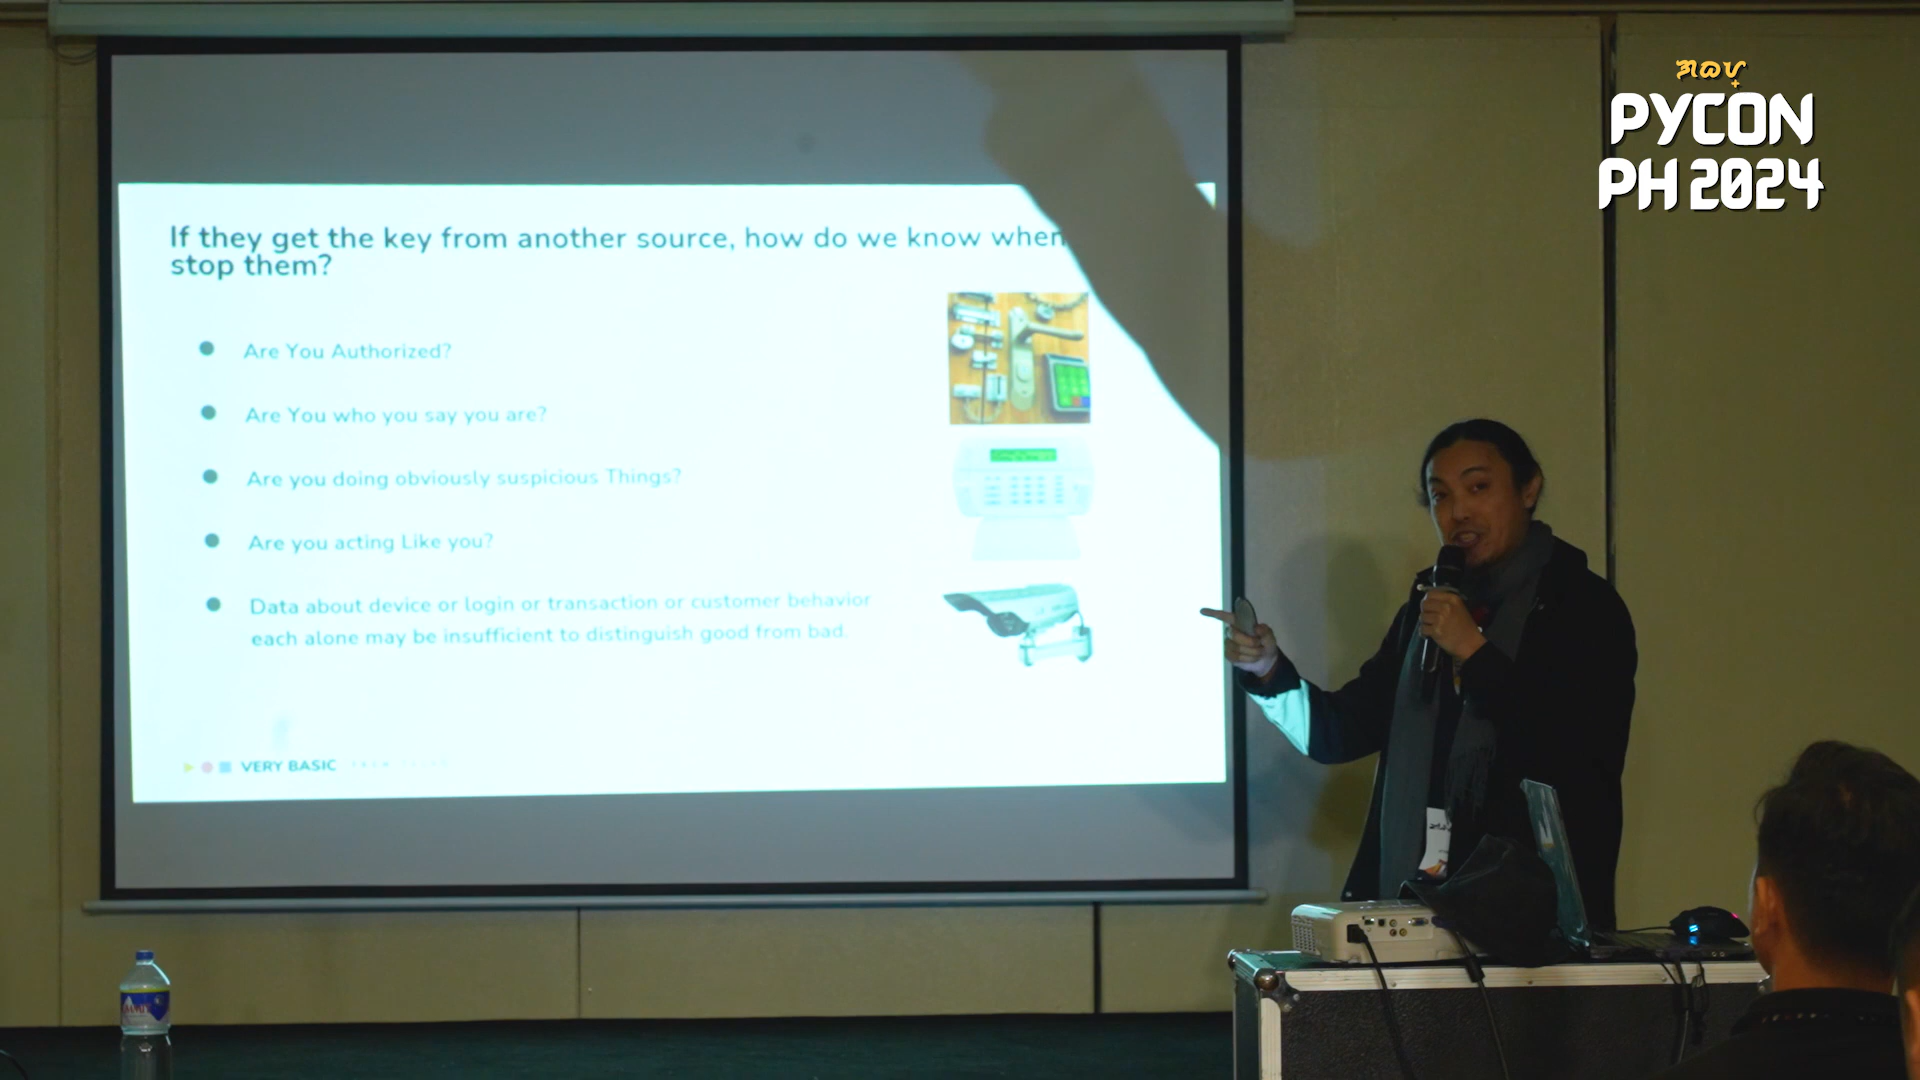 ᜉᜌ᜔
PYCON
PH 2024
If they get the key from another source, how do we know when
stop them?
Are You Authorized?
Are You who you say you are?
Are you doing obviously suspicious Things?
Are you acting Like you?
Data about device or login or transaction or customer behavior
each alone may be insufficient to distinguish good from bad.
VERY BASIC